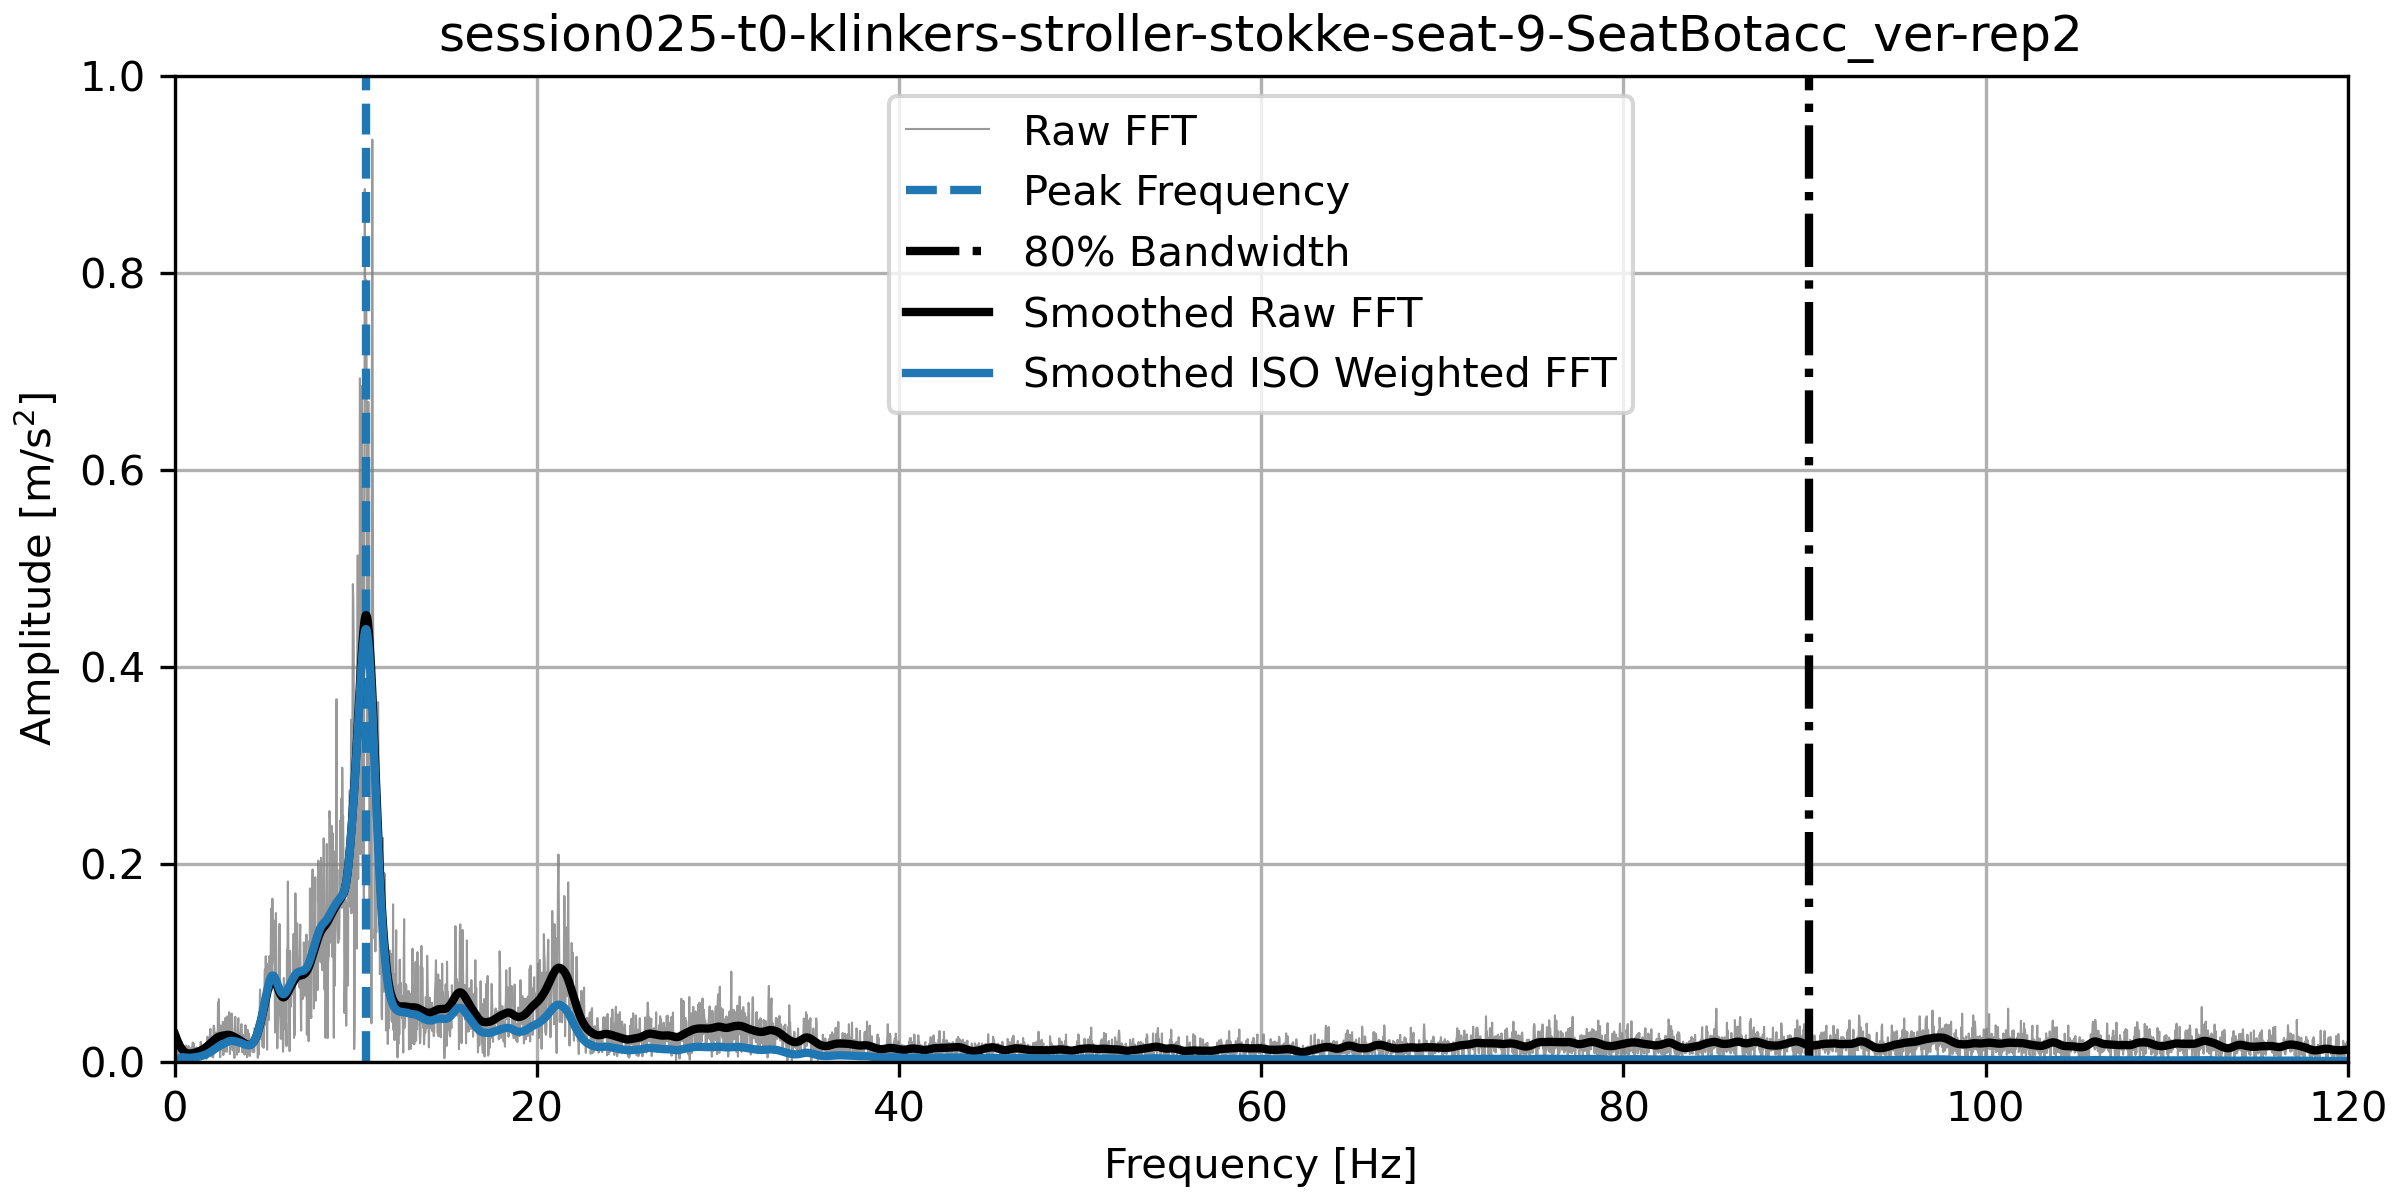 session025-t0-klinkers-stroller-stokke-seat-9-SeatBotacc_ver-rep2
1.0
0.8
0.6
0.4
0.2
0.0
Amplitude [m/s²]
Raw FFT
Peak Frequency
80% Bandwidth
Smoothed Raw FFT
Smoothed ISO Weighted FFT
0 20 40 60 80 100 120
Frequency [Hz]